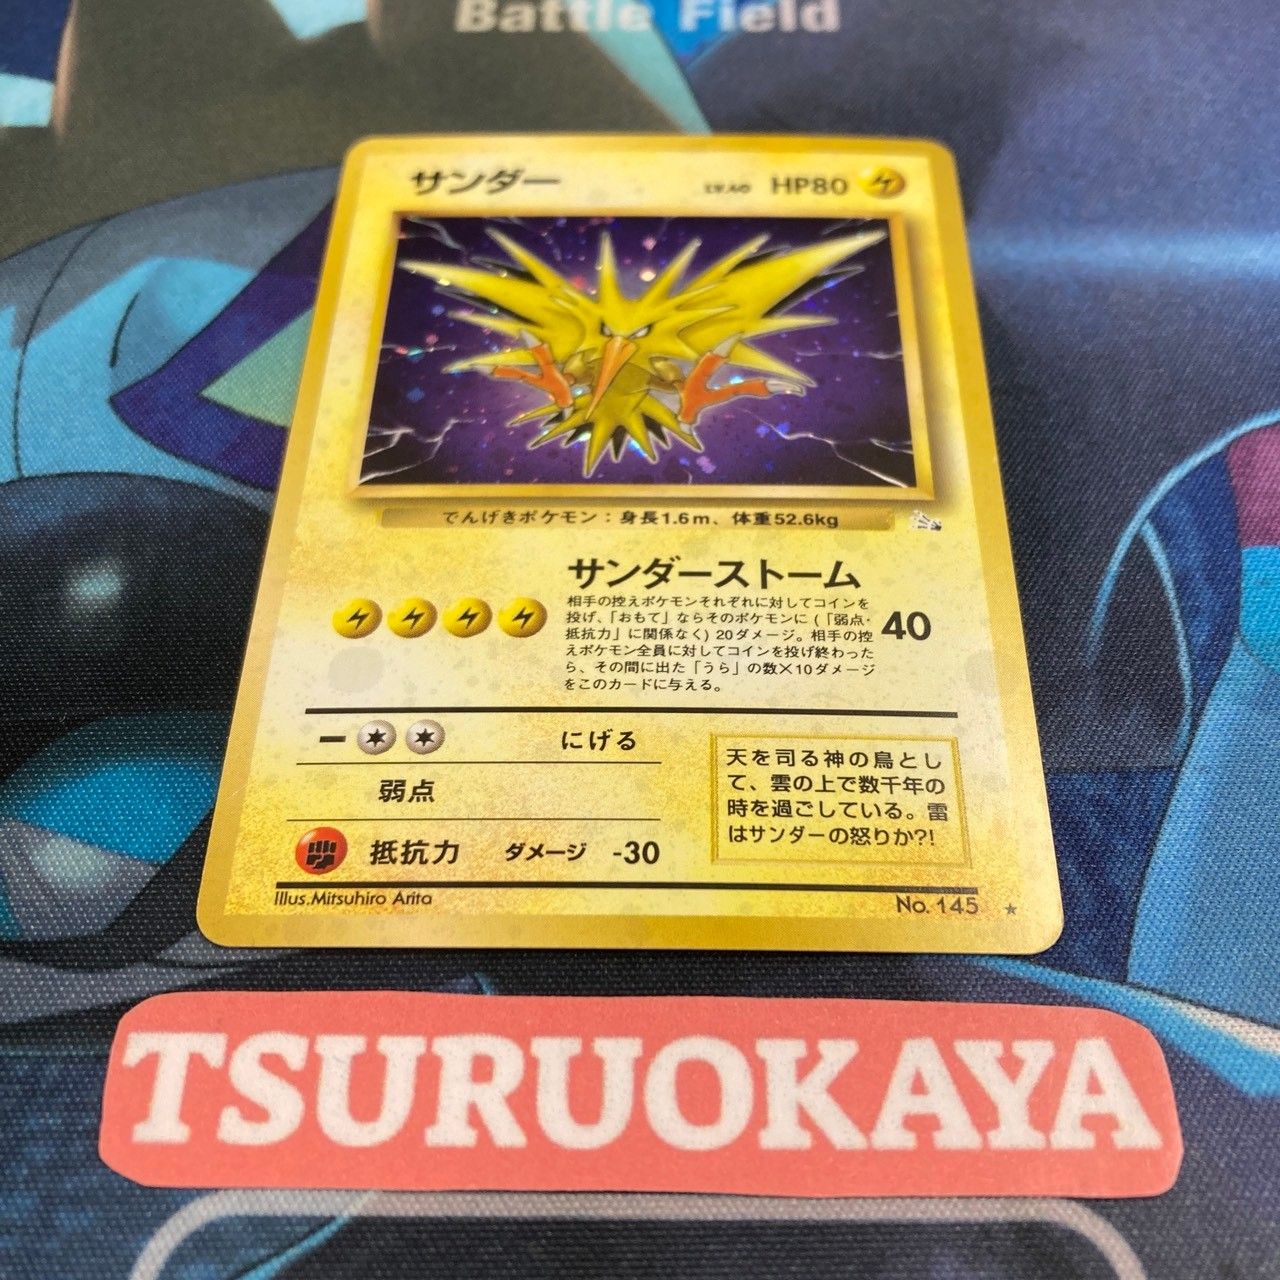 Battle Field
サンダー
LV.40 HP80
でんげきポケモン：身長1.6m、体重52.6kg
サンダーストーム
相手の控えポケモンそれぞれに対してコインを
投げ、「おもて」ならそのポケモンに（「弱点・
抵抗力」に関係なく）20ダメージ。相手の控
えポケモン全員に対してコインを投げ終わった
ら、その間に出た「うら」の数×10ダメージ
をこのカードに与える。
40
にげる
弱点
抵抗力 ダメージ -30
天を司る神の鳥とし
て、雲の上で数千年の
時を過ごしている。雷
はサンダーの怒りか?!
Illus.Mitsuhiro Arita
No. 145 ★
TSURUOKAYA